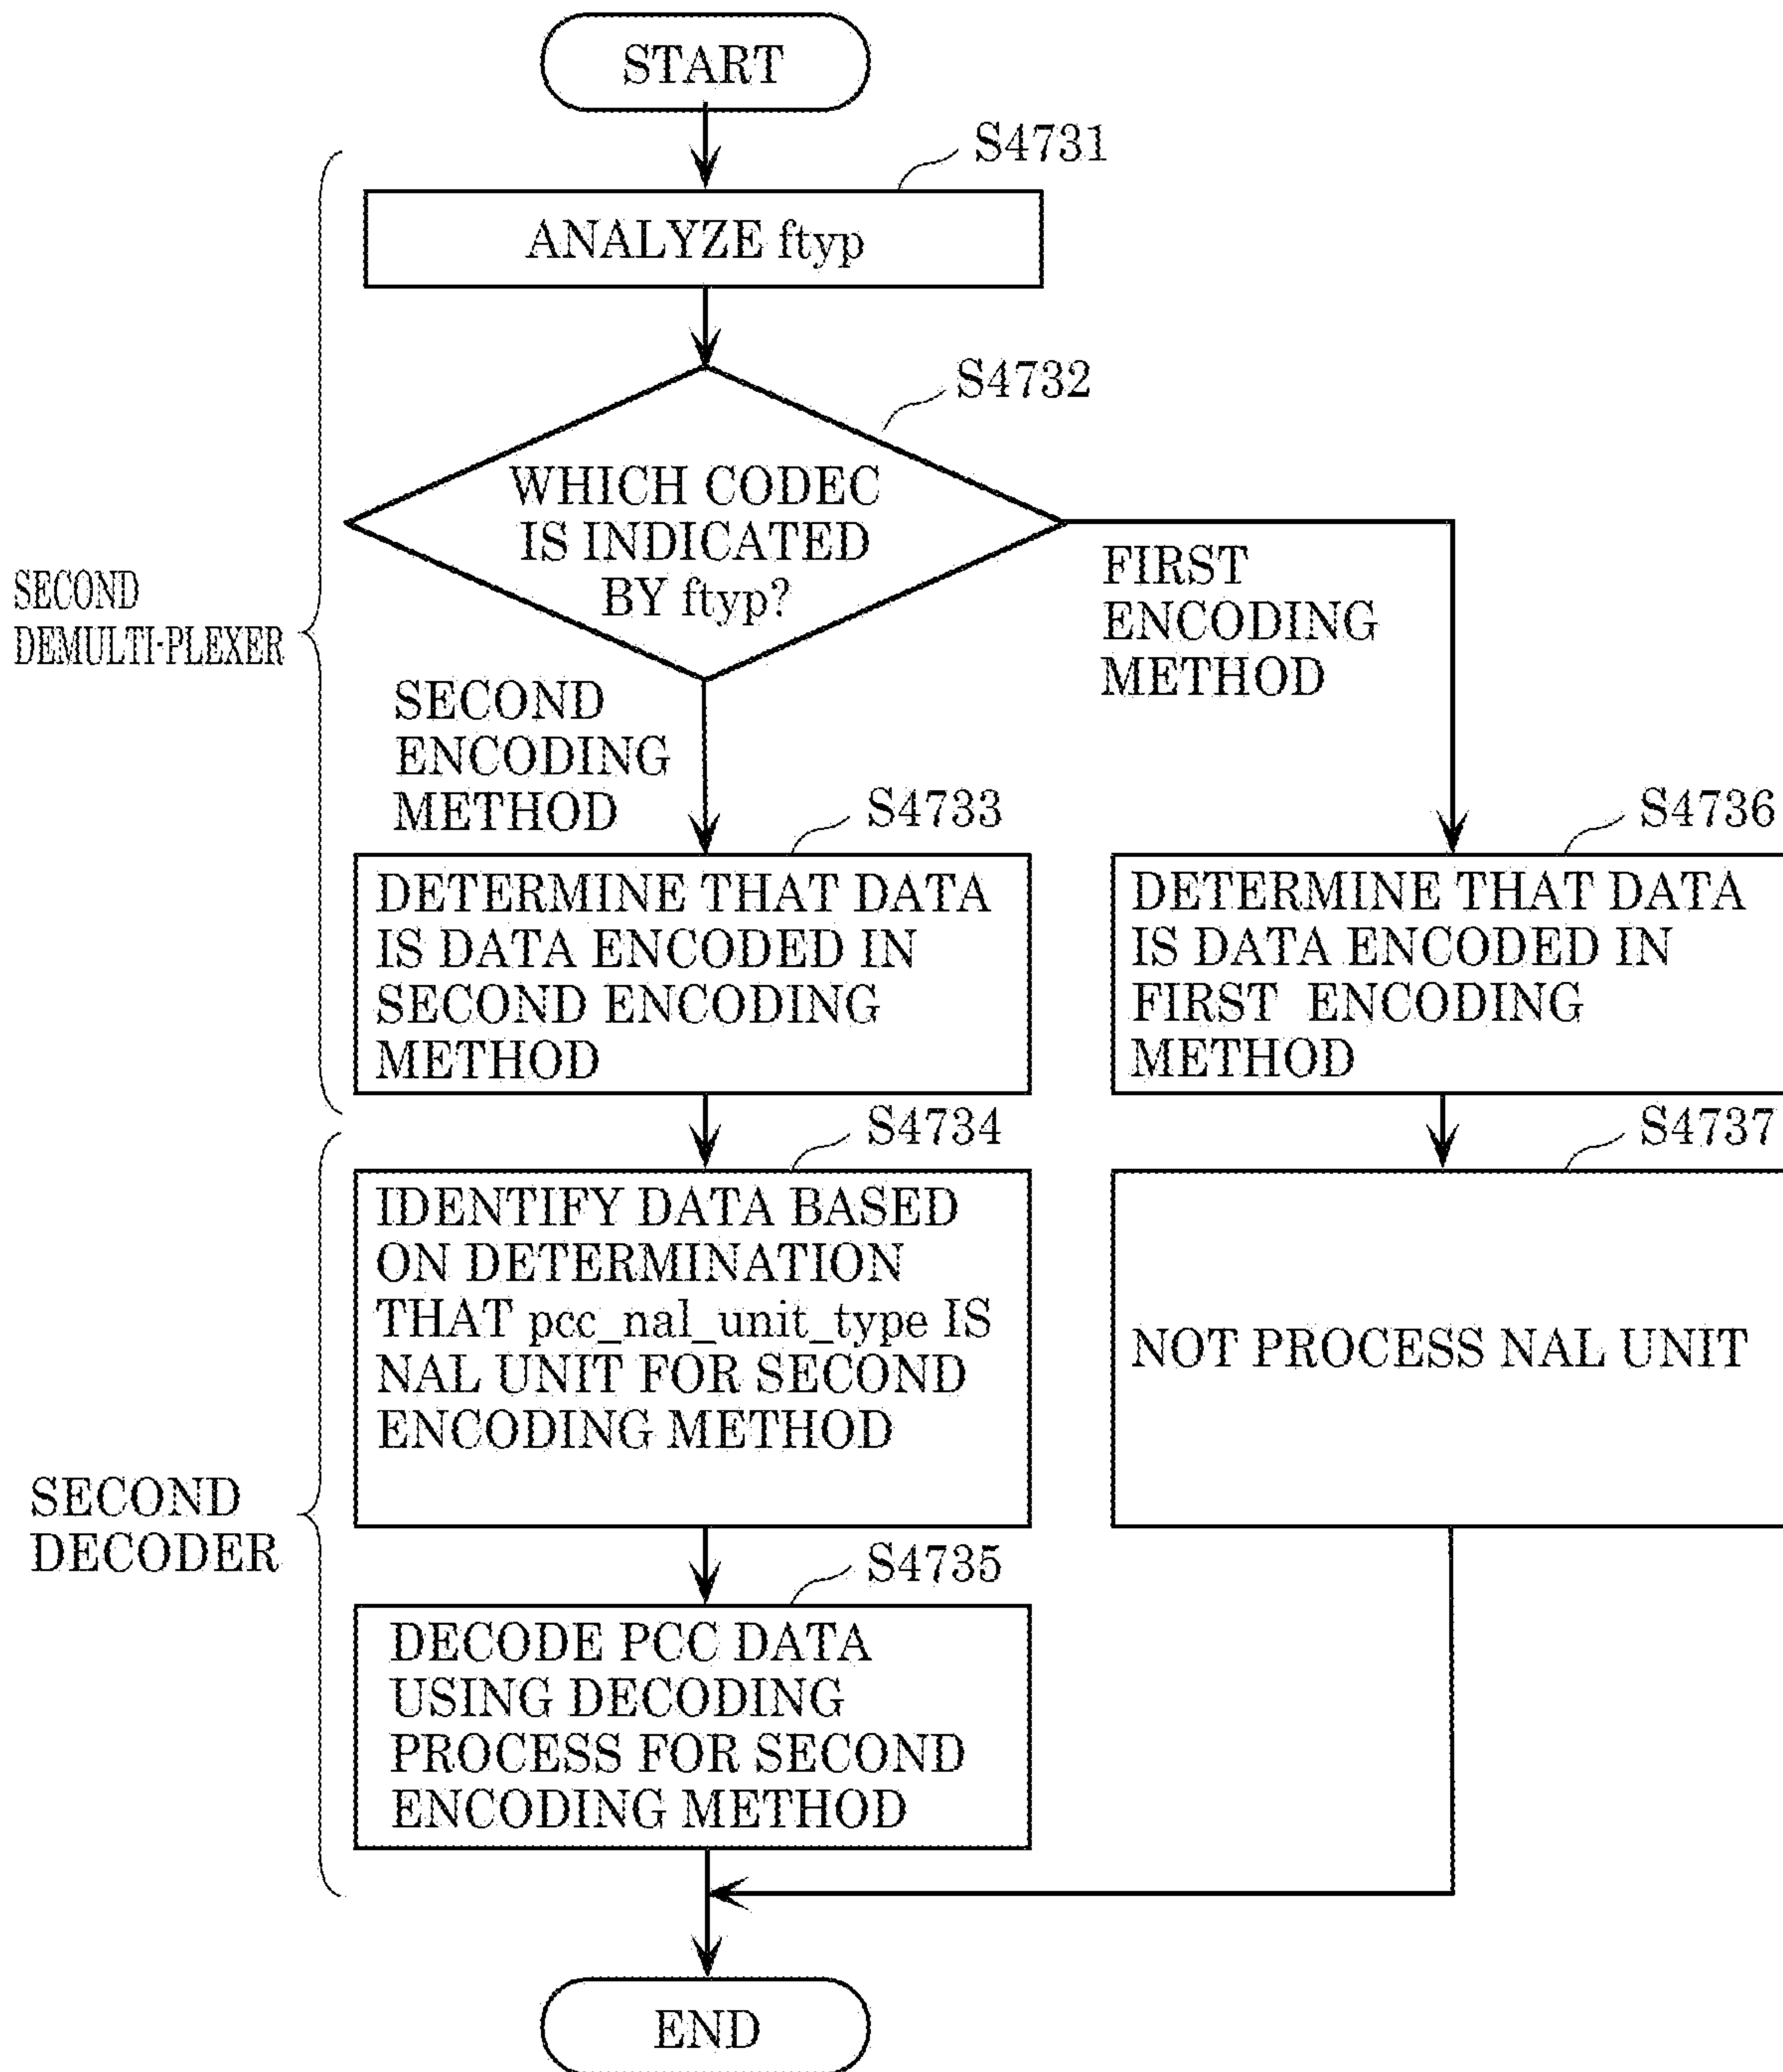 START
S4731
ANALYZE ftyp
S4732
WHICH CODEC
IS INDICATED
BY ftyp?
SECOND
DEMULTI-PLEXER
FIRST
ENCODING
METHOD
SECOND
ENCODING
METHOD
S4733
DETERMINE THAT DATA
IS DATA ENCODED IN
SECOND ENCODING
METHOD
S4736
DETERMINE THAT DATA
IS DATA ENCODED IN
FIRST ENCODING
METHOD
S4734
IDENTIFY DATA BASED
ON DETERMINATION
THAT pcc_nal_unit_type IS
NAL UNIT FOR SECOND
ENCODING METHOD
S4737
NOT PROCESS NAL UNIT
SECOND
DECODER
S4735
DECODE PCC DATA
USING DECODING
PROCESS FOR SECOND
ENCODING METHOD
END